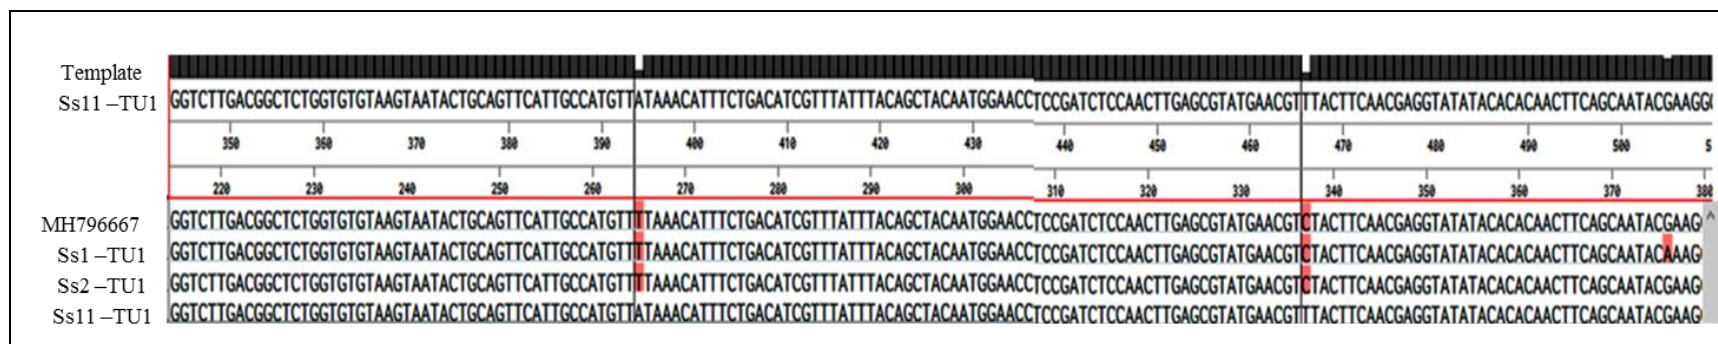 Template
Ss11 –TU1 GGTCTTGACGGCTCTGGTGTGTAAGTAATACTGCAGTTCATTGCCATGTTATAAACATTTCTGACATCGTTTATTTACAGCTACAATGGAACCTCCGATCTCCAACTTGAGCGTATGAACGTTTACTTCAACGAGGTATATACACACAACTTCAGCAATACGAAGG
350 360 370 380 390 400 410 420 430 440 450 460 470 480 490 500 5
220 230 240 250 260 270 280 290 300 310 320 330 340 350 360 370 380
MH796667 GGTCTTGACGGCTCTGGTGTGTAAGTAATACTGCAGTTCATTGCCATGTTTTAAACATTTCTGACATCGTTTATTTACAGCTACAATGGAACCTCCGATCTCCAACTTGAGCGTATGAACGTCTACTTCAACGAGGTATATACACACAACTTCAGCAATACGAAG
Ss1 –TU1 GGTCTTGACGGCTCTGGTGTGTAAGTAATACTGCAGTTCATTGCCATGTTTTAAACATTTCTGACATCGTTTATTTACAGCTACAATGGAACCTCCGATCTCCAACTTGAGCGTATGAACGTCTACTTCAACGAGGTATATACACACAACTTCAGCAATACAAAG
Ss2 –TU1 GGTCTTGACGGCTCTGGTGTGTAAGTAATACTGCAGTTCATTGCCATGTTTTAAACATTTCTGACATCGTTTATTTACAGCTACAATGGAACCTCCGATCTCCAACTTGAGCGTATGAACGTCTACTTCAACGAGGTATATACACACAACTTCAGCAATACGAAG
Ss11 –TU1 GGTCTTGACGGCTCTGGTGTGTAAGTAATACTGCAGTTCATTGCCATGTTATAAACATTTCTGACATCGTTTATTTACAGCTACAATGGAACCTCCGATCTCCAACTTGAGCGTATGAACGTTTACTTCAACGAGGTATATACACACAACTTCAGCAATACGAAG